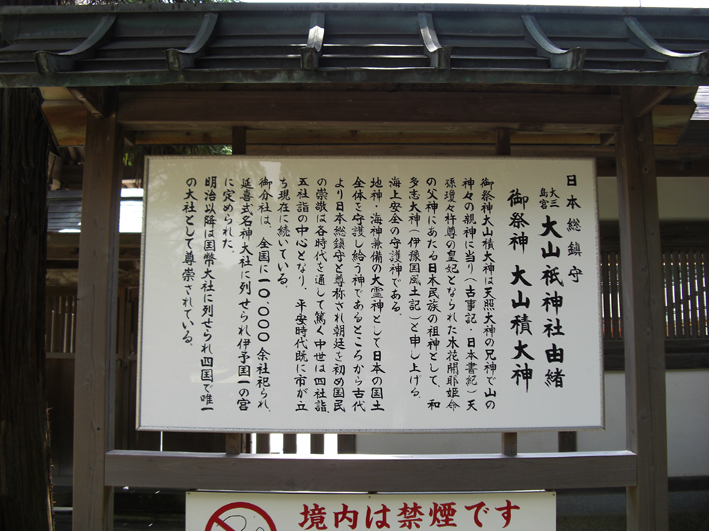 日本総鎮守
大三島宮 大山祇神社由緒
御祭神 大山積大神
御祭神大山積大神は天照大神の兄神で山の
神々の親神に当り(古事記・日本書紀)天
孫瓊々杵尊の皇妃となられた木花開耶姫命
の父神にあたる日本民族の祖神として、和
多志大神(伊豫国風土記)と申し上げる。
海上安全の守護神である。
地神・海神兼備の大霊神として日本の国土
全体を守護し給う神であるところから古代
より日本総鎮守と尊称され朝廷を初め国民
の崇敬は各時代を通して篤く中世は四社詣、
五社詣の中心となり、平安時代既に市が立
ち現在に続いている。
御分社は、全国に一〇,〇〇〇余社祀られ、
延喜式名神大社に列せられ伊予国一の宮
に定められた。
明治以降は国幣大社に列せられ四国で唯一
の大社として尊崇されている。
境内は禁煙です